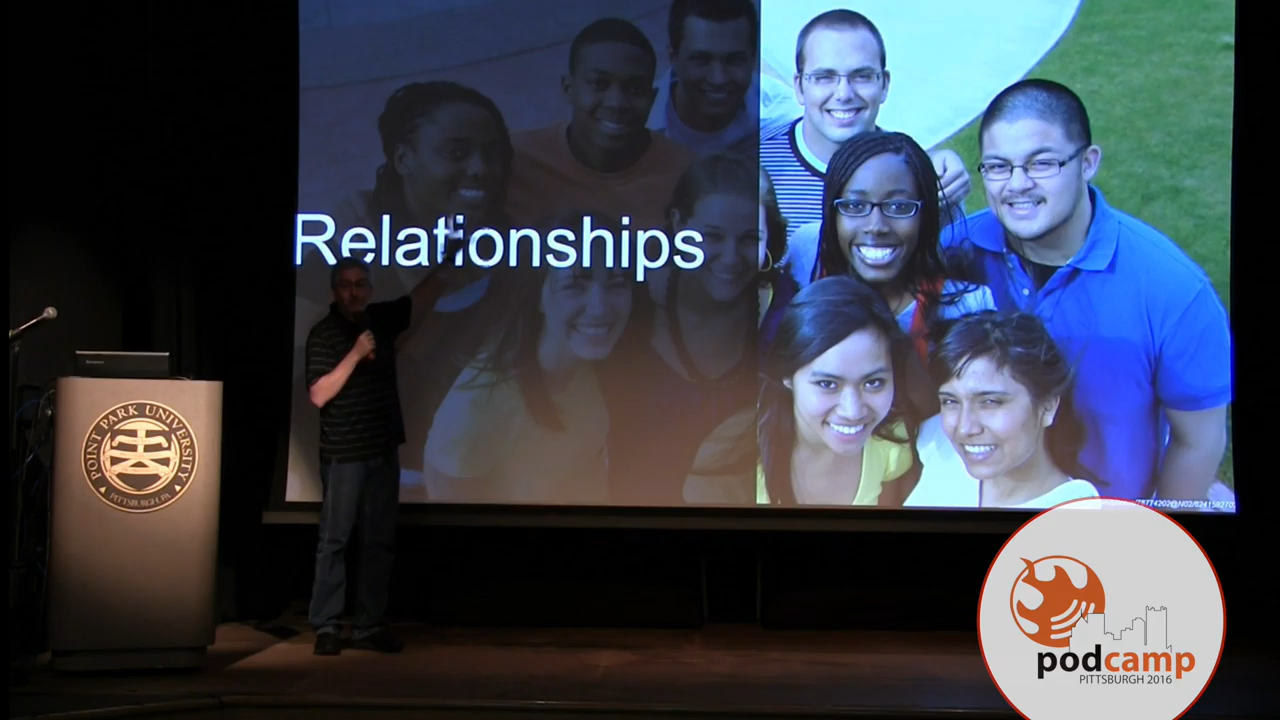 Relationships
POINT PARK UNIVERSITY
PITTSBURGH, PA
podcamp
PITTSBURGH 2016